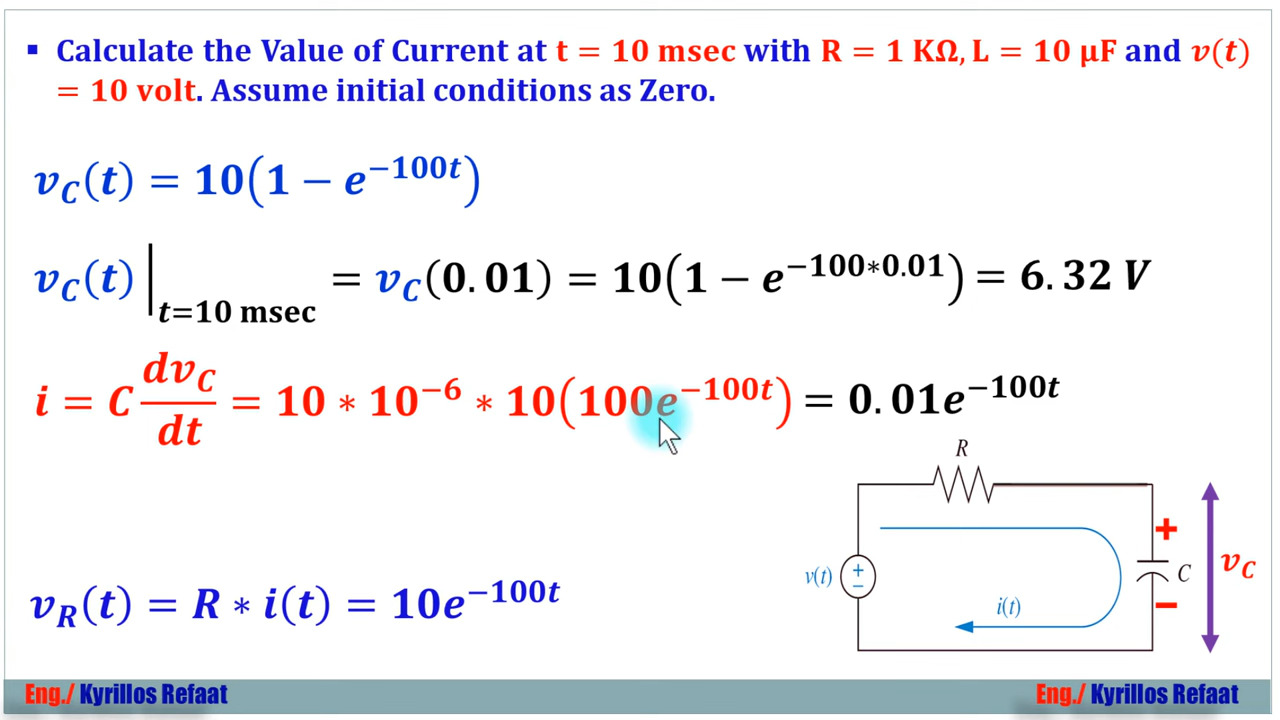 ▪ Calculate the Value of Current at t = 10 msec with R = 1 KΩ, L = 10 μF and v(t)
= 10 volt. Assume initial conditions as Zero.
v_C(t) = 10(1 − e^{−100t})
v_C(t) |_{t=10 msec} = v_C(0.01) = 10(1 − e^{−100*0.01}) = 6.32 V
i = C dv_C/dt = 10 * 10^{−6} * 10(100e^{−100t}) = 0.01e^{−100t}
R
+
v(t) + −
C
v_C
−
i(t)
v_R(t) = R * i(t) = 10e^{−100t}
Eng./ Kyrillos Refaat
Eng./ Kyrillos Refaat